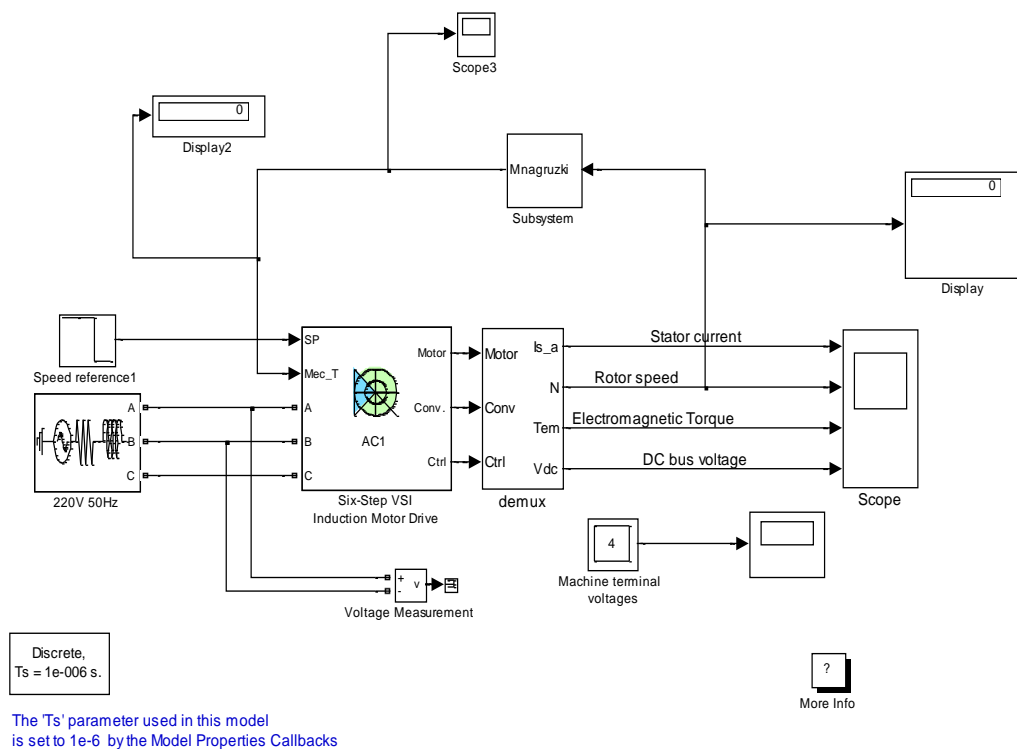 Scope3
0
Display2
Mnagruzki
Subsystem
0
Display
Speed reference1
SP
Mec_T
A
B
C
Motor
Conv.
Ctrl
AC1
Six-Step VSI
Induction Motor Drive
Motor
Conv
Ctrl
Is_a
N
Tem
Vdc
demux
Stator current
Rotor speed
Electromagnetic Torque
DC bus voltage
Scope
A
B
C
220V 50Hz
+
-
v
Voltage Measurement
4
Machine terminal
voltages
Discrete,
Ts = 1e-006 s.
?
More Info
The 'Ts' parameter used in this model
is set to 1e-6 by the Model Properties Callbacks